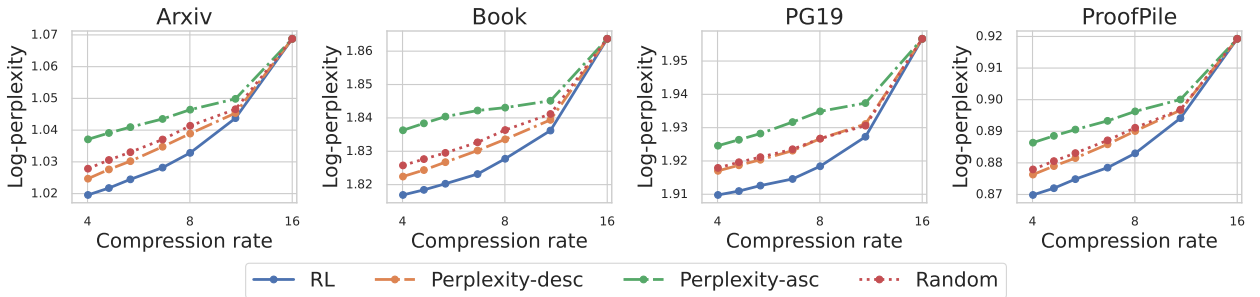 Arxiv
Log-perplexity
1.07
1.06
1.05
1.04
1.03
1.02
4
8
16
Compression rate
Book
Log-perplexity
1.86
1.85
1.84
1.83
1.82
4
8
16
Compression rate
PG19
Log-perplexity
1.95
1.94
1.93
1.92
1.91
4
8
16
Compression rate
ProofPile
Log-perplexity
0.92
0.91
0.90
0.89
0.88
0.87
4
8
16
Compression rate
RL
Perplexity-desc
Perplexity-asc
Random